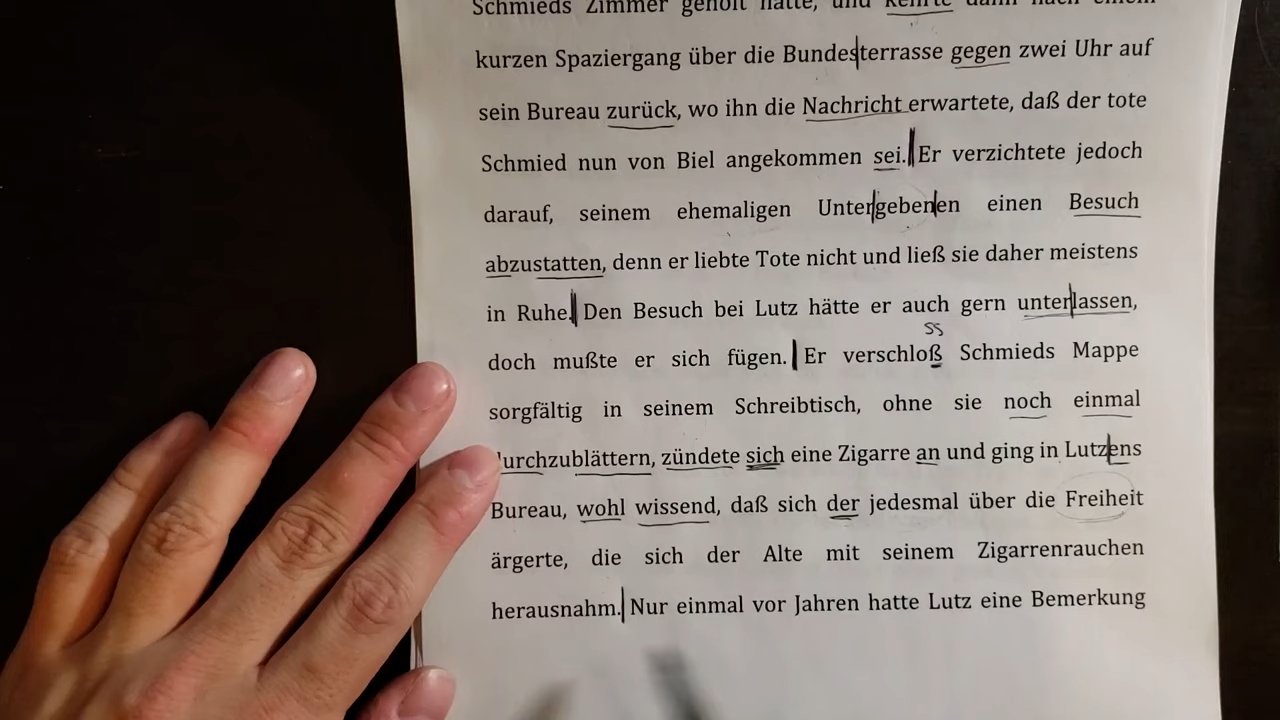 Schmieds Zimmer geholt hatte, und kehrte dann nach einem
kurzen Spaziergang über die Bundesterrasse gegen zwei Uhr auf
sein Bureau zurück, wo ihn die Nachricht erwartete, daß der tote
Schmied nun von Biel angekommen sei. Er verzichtete jedoch
darauf, seinem ehemaligen Untergebenen einen Besuch
abzustatten, denn er liebte Tote nicht und ließ sie daher meistens
in Ruhe. Den Besuch bei Lutz hätte er auch gern unterlassen,
ss
doch mußte er sich fügen. Er verschloß Schmieds Mappe
sorgfältig in seinem Schreibtisch, ohne sie noch einmal
durchzublättern, zündete sich eine Zigarre an und ging in Lutzens
Bureau, wohl wissend, daß sich der jedesmal über die Freiheit
ärgerte, die sich der Alte mit seinem Zigarrenrauchen
herausnahm. Nur einmal vor Jahren hatte Lutz eine Bemerkung